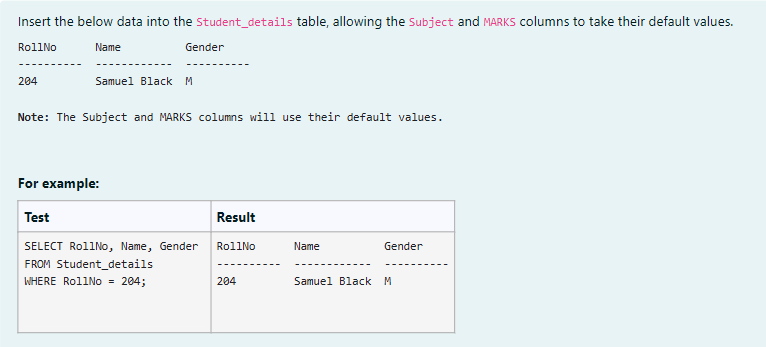 Insert the below data into the Student_details table, allowing the Subject and MARKS columns to take their default values.
RollNo      Name          Gender
----------  ------------  ----------
204         Samuel Black  M
Note: The Subject and MARKS columns will use their default values.
For example:
Test Result
SELECT RollNo, Name, Gender
FROM Student_details
WHERE RollNo = 204;
RollNo      Name          Gender
----------  ------------  ----------
204         Samuel Black  M